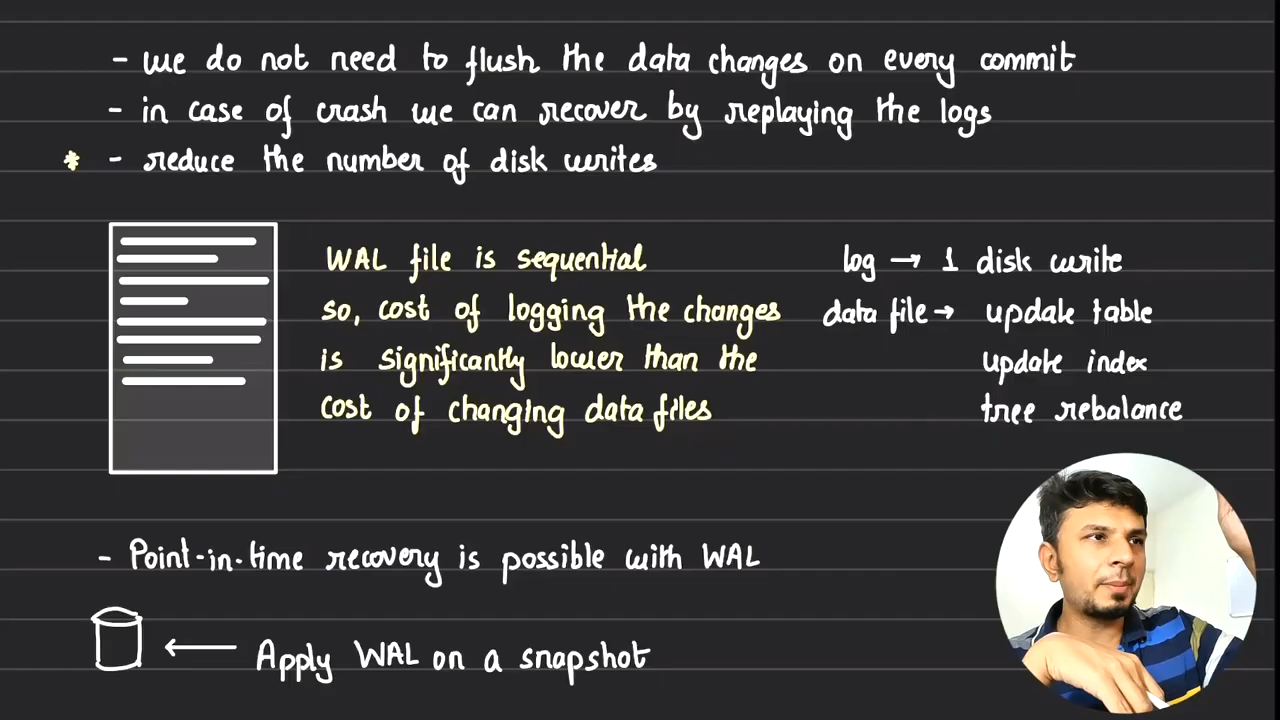 - we do not need to flush the data changes on every commit
- in case of crash we can recover by replaying the logs
* - reduce the number of disk writes
WAL file is sequential
so, cost of logging the changes
is significantly lower than the
cost of changing data files
log → 1 disk write
data file → update table
update index
tree rebalance
- Point-in-time recovery is possible with WAL
← Apply WAL on a snapshot